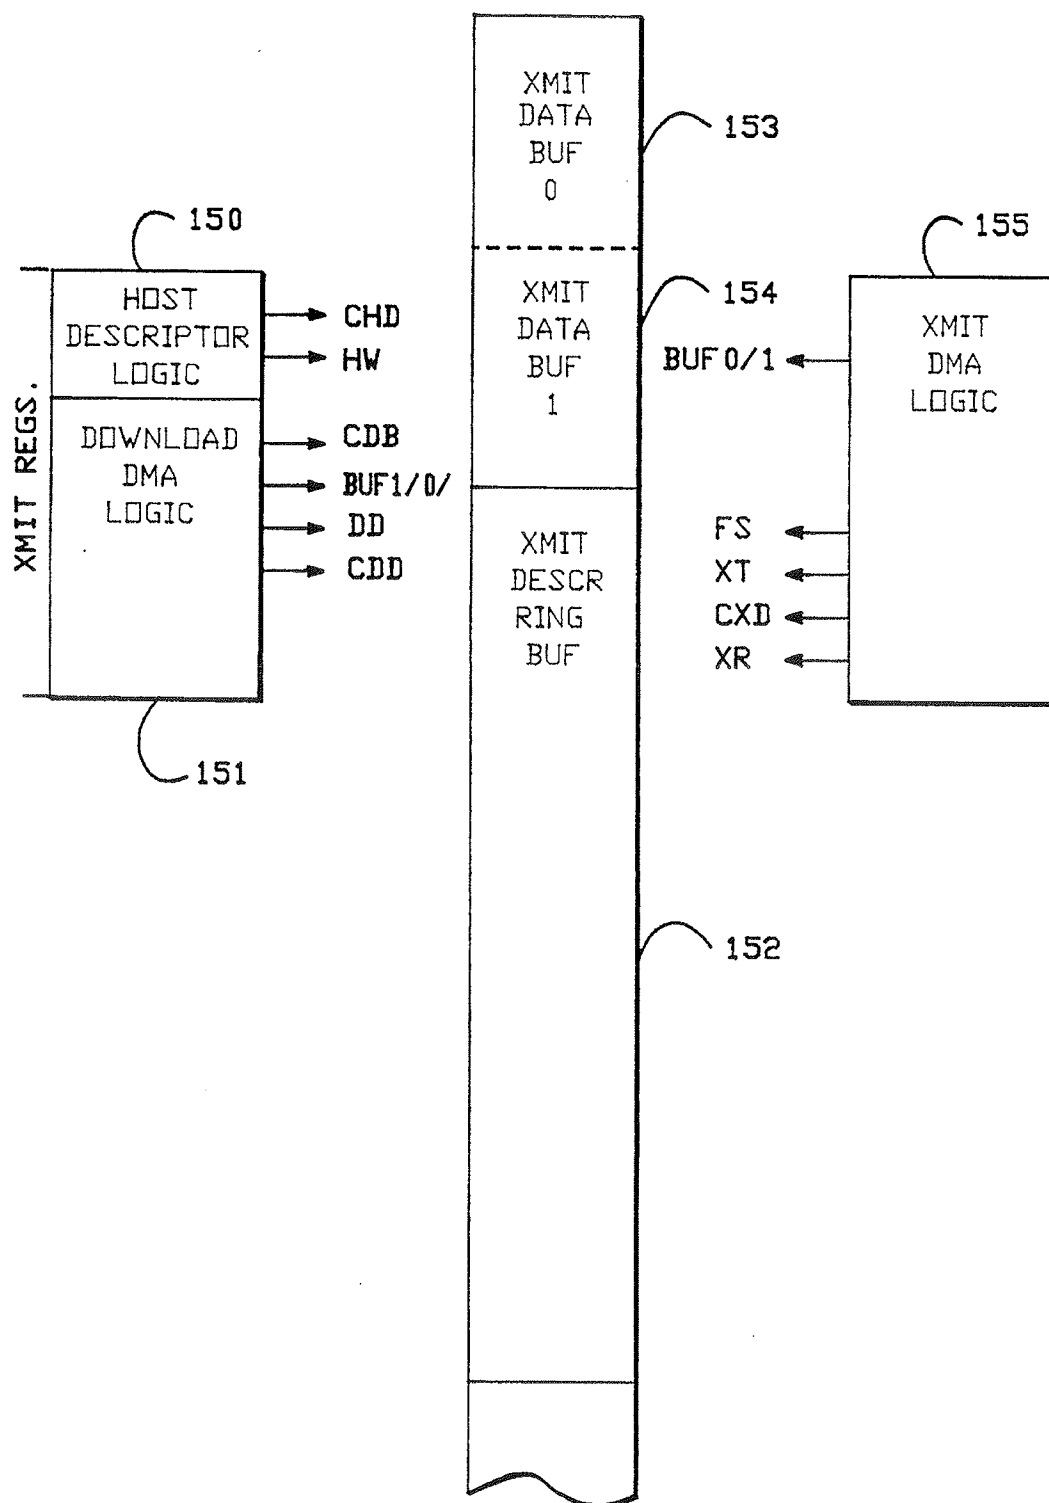 XMIT
DATA
BUF
0
153
150
155
XMIT REGS.
HOST
DESCRIPTOR
LOGIC
CHD
HW
XMIT
DATA
BUF
1
154
BUF0/1
XMIT
DMA
LOGIC
DOWNLOAD
DMA
LOGIC
CDB
BUF1/0/
DD
CDD
XMIT
DESCR
RING
BUF
FS
XT
CXD
XR
151
152